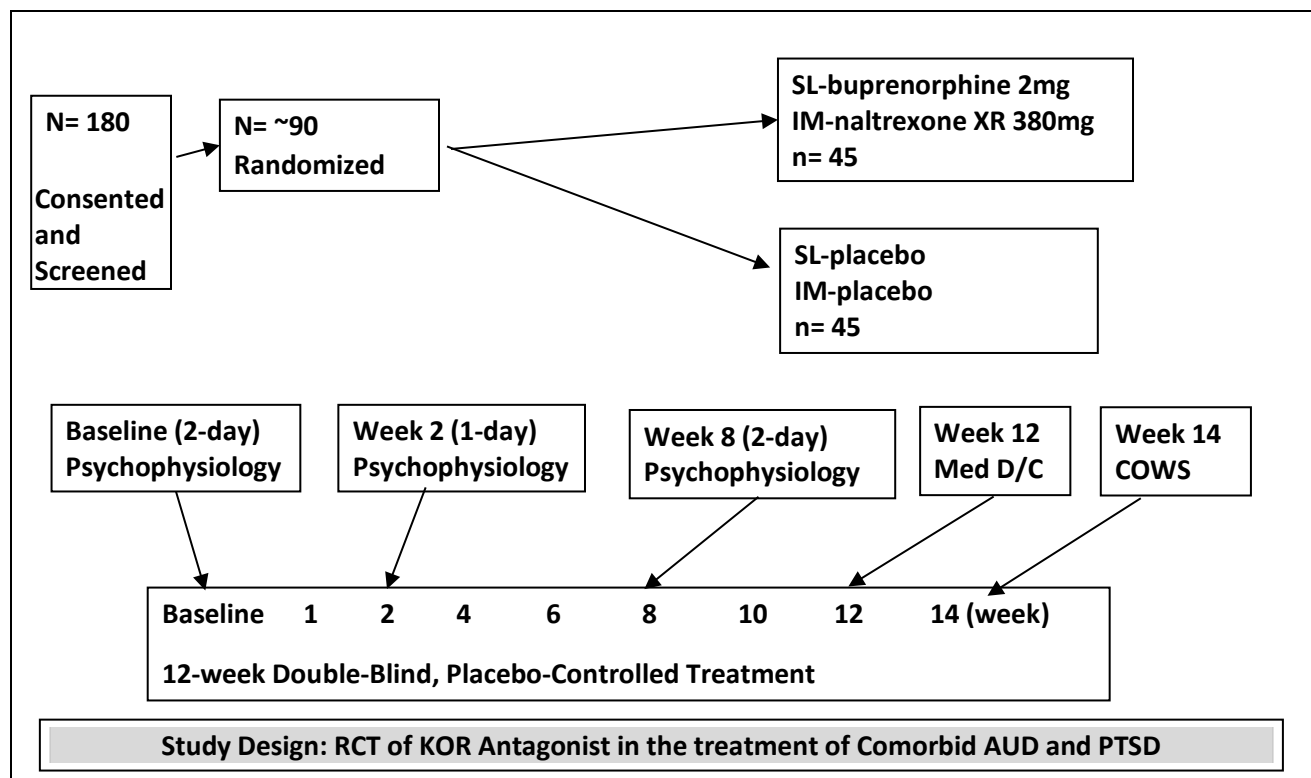 N= 180
Consented
and
Screened
N= ~90
Randomized
SL-buprenorphine 2mg
IM-naltrexone XR 380mg
n= 45
SL-placebo
IM-placebo
n= 45
Baseline (2-day)
Psychophysiology
Week 2 (1-day)
Psychophysiology
Week 8 (2-day)
Psychophysiology
Week 12
Med D/C
Week 14
COWS
Baseline 1 2 4 6 8 10 12 14 (week)
12-week Double-Blind, Placebo-Controlled Treatment
Study Design: RCT of KOR Antagonist in the treatment of Comorbid AUD and PTSD